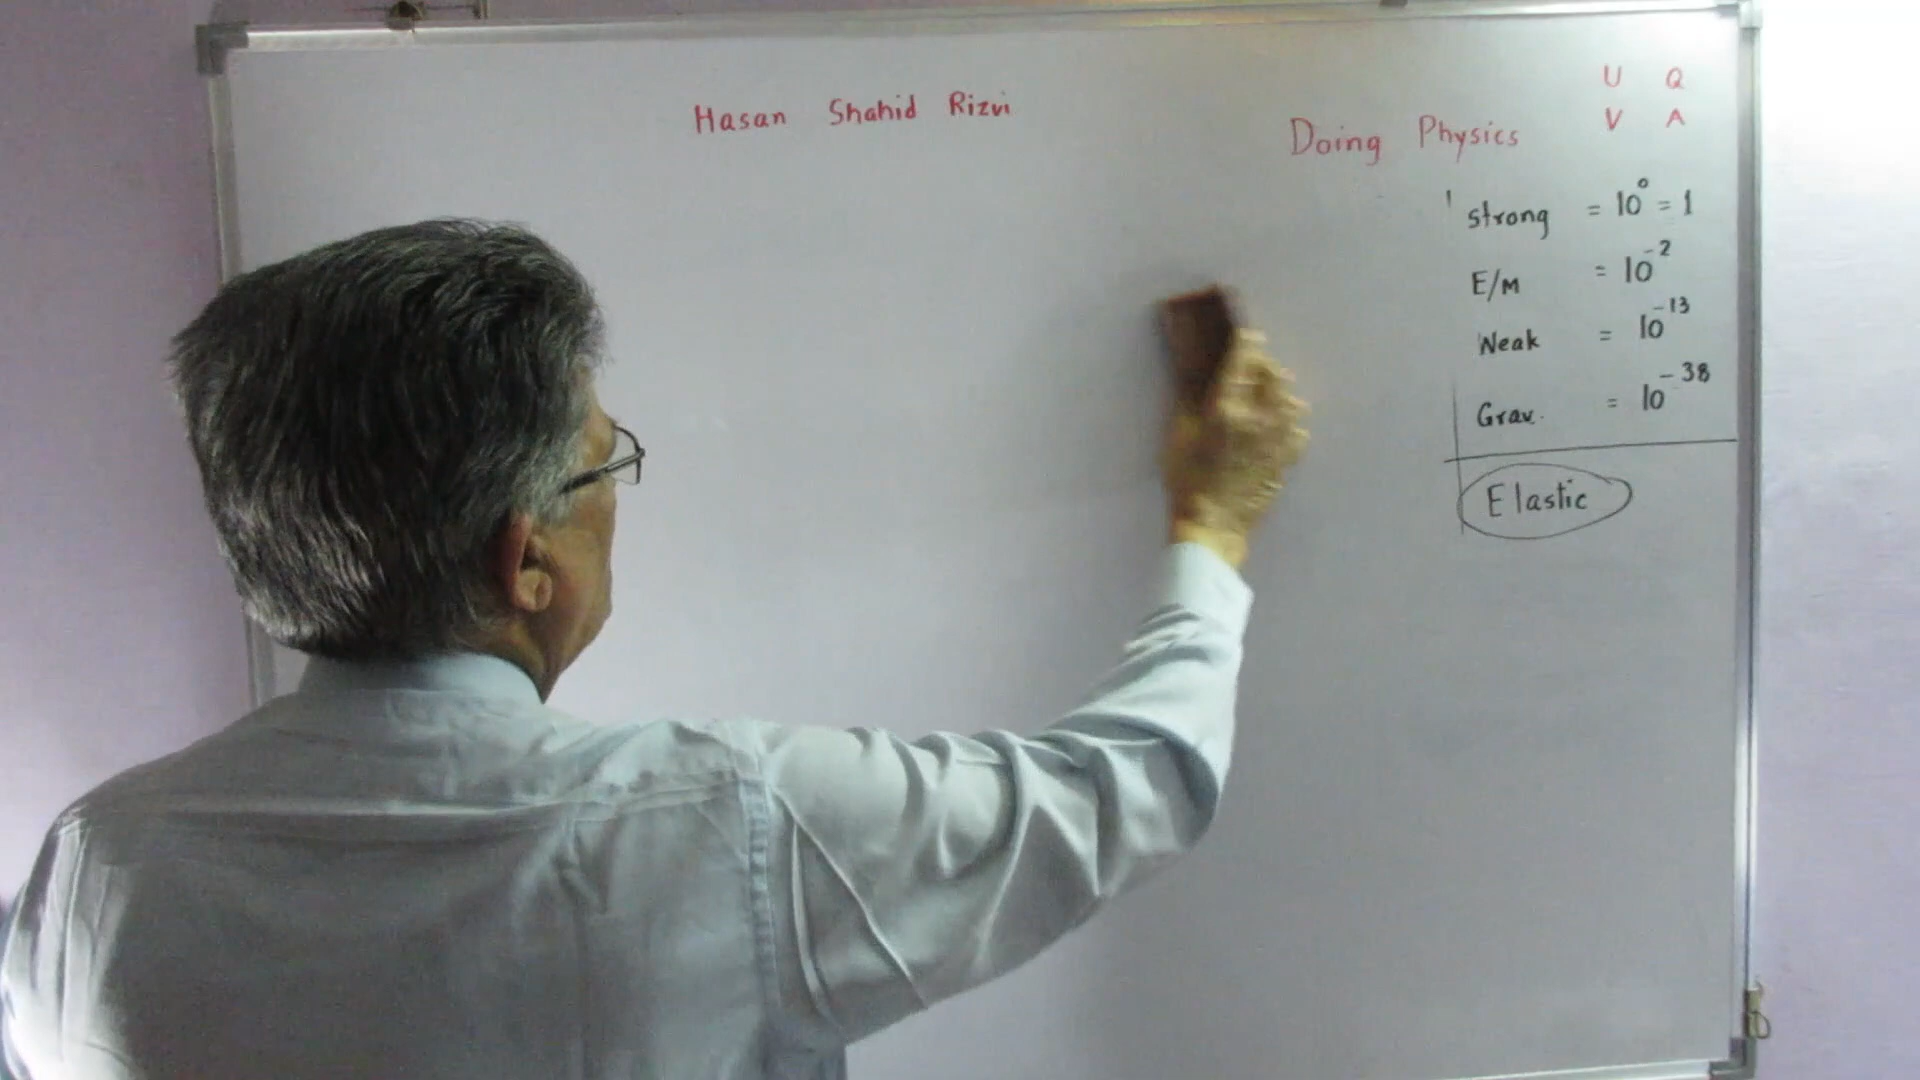 Hasan Shahid Rizvi
U Q
V A
Doing Physics
strong = 10⁰ = 1
E/M = 10⁻²
Weak = 10⁻¹³
Grav. = 10⁻³⁸
Elastic